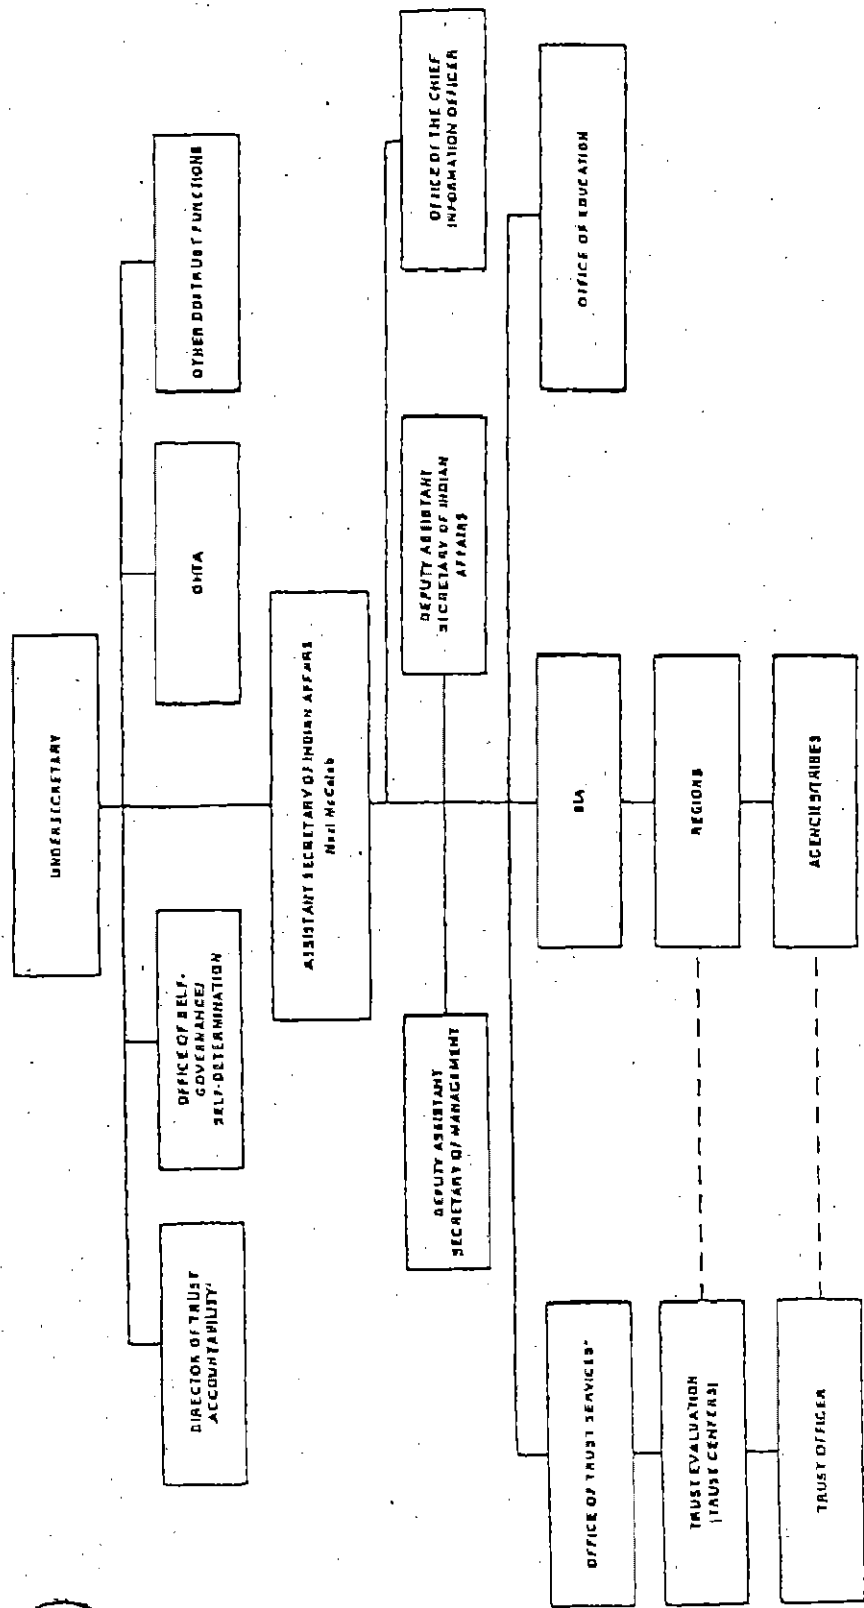 UNDERSECRETARY
DIRECTOR OF TRUST
ACCOUNTABILITY
OFFICE OF SELF-
GOVERNANCE/
SELF-DETERMINATION
OHTA
OTHER DOI TRUST FUNCTIONS
ASSISTANT SECRETARY OF INDIAN AFFAIRS
Neal McCaleb
DEPUTY ASSISTANT
SECRETARY OF MANAGEMENT
DEPUTY ASSISTANT
SECRETARY OF INDIAN
AFFAIRS
OFFICE OF THE CHIEF
INFORMATION OFFICER
OFFICE OF TRUST SERVICES*
BIA
OFFICE OF EDUCATION
TRUST EVALUATION
(TRUST CENTERS)
REGIONS
TRUST OFFICER
AGENCIES/TRIBES